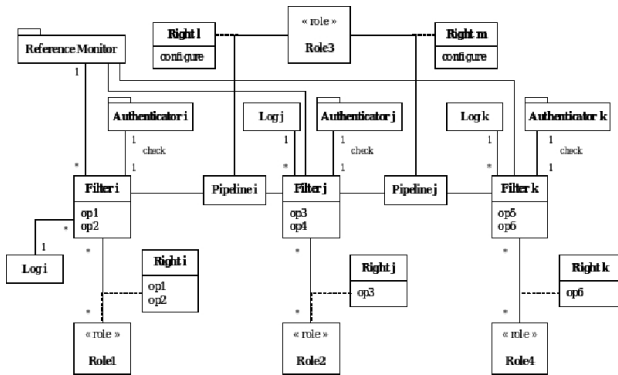 Right l
configure
« role »
Role3
Right m
configure
Reference Monitor
1
Authenticator i
Log j
Authenticator j
Log k
Authenticator k
1
check
1
*
1
1
check
*
1
1
check
*
1
*
*
1
Filter i
op1
op2
Pipeline i
Filter j
op3
op4
Pipeline j
Filter k
op5
op6
*
1
Log i
*
*
*
Right i
op1
op2
Right j
op3
Right k
op6
*
*
*
« role »
Role1
« role »
Role2
« role »
Role4